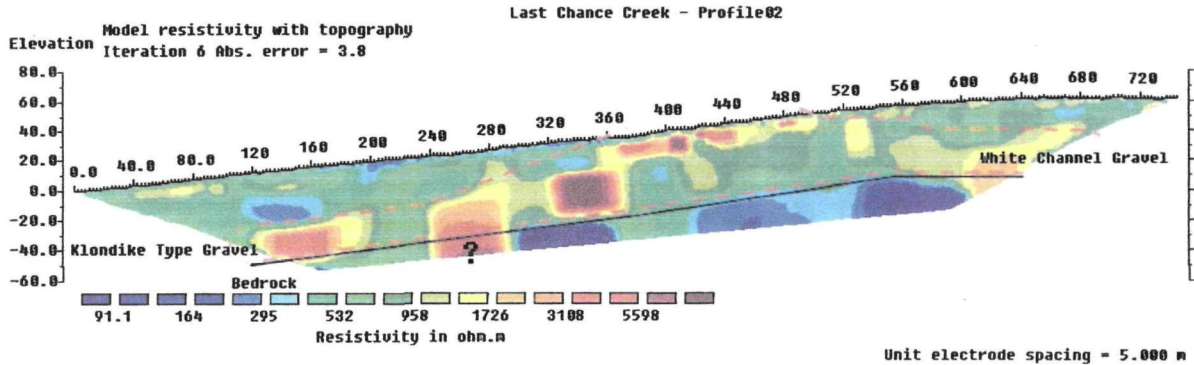 Last Chance Creek - Profile02
Model resistivity with topography
Elevation Iteration 6 Abs. error = 3.8
80.0
60.0
40.0
20.0
0.0
-20.0
-40.0
-60.0
0.0 40.0 80.0 120 160 200 240 280 320 360 400 440 480 520 560 600 640 680 720
White Channel Gravel
Klondike Type Gravel
?
Bedrock
91.1 164 295 532 958 1726 3108 5598
Resistivity in ohm.m
Unit electrode spacing = 5.000 m